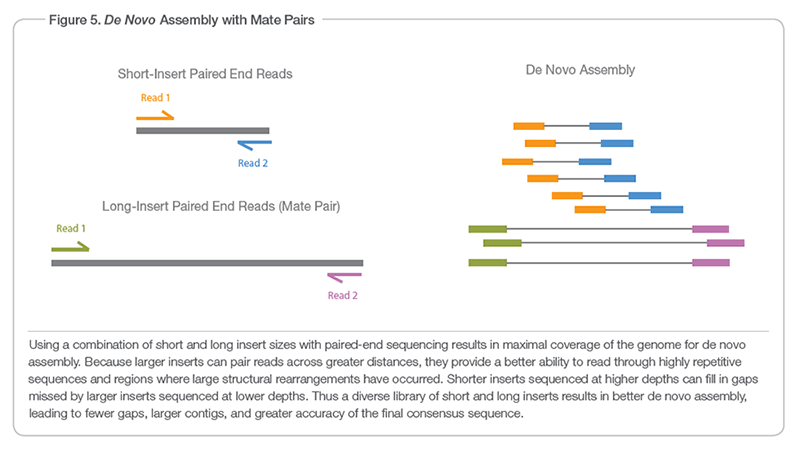 Figure 5. De Novo Assembly with Mate Pairs
Short-Insert Paired End Reads
Read 1
Read 2
Long-Insert Paired End Reads (Mate Pair)
Read 1
Read 2
De Novo Assembly
Using a combination of short and long insert sizes with paired-end sequencing results in maximal coverage of the genome for de novo
assembly. Because larger inserts can pair reads across greater distances, they provide a better ability to read through highly repetitive
sequences and regions where large structural rearrangements have occurred. Shorter inserts sequenced at higher depths can fill in gaps
missed by larger inserts sequenced at lower depths. Thus a diverse library of short and long inserts results in better de novo assembly,
leading to fewer gaps, larger contigs, and greater accuracy of the final consensus sequence.